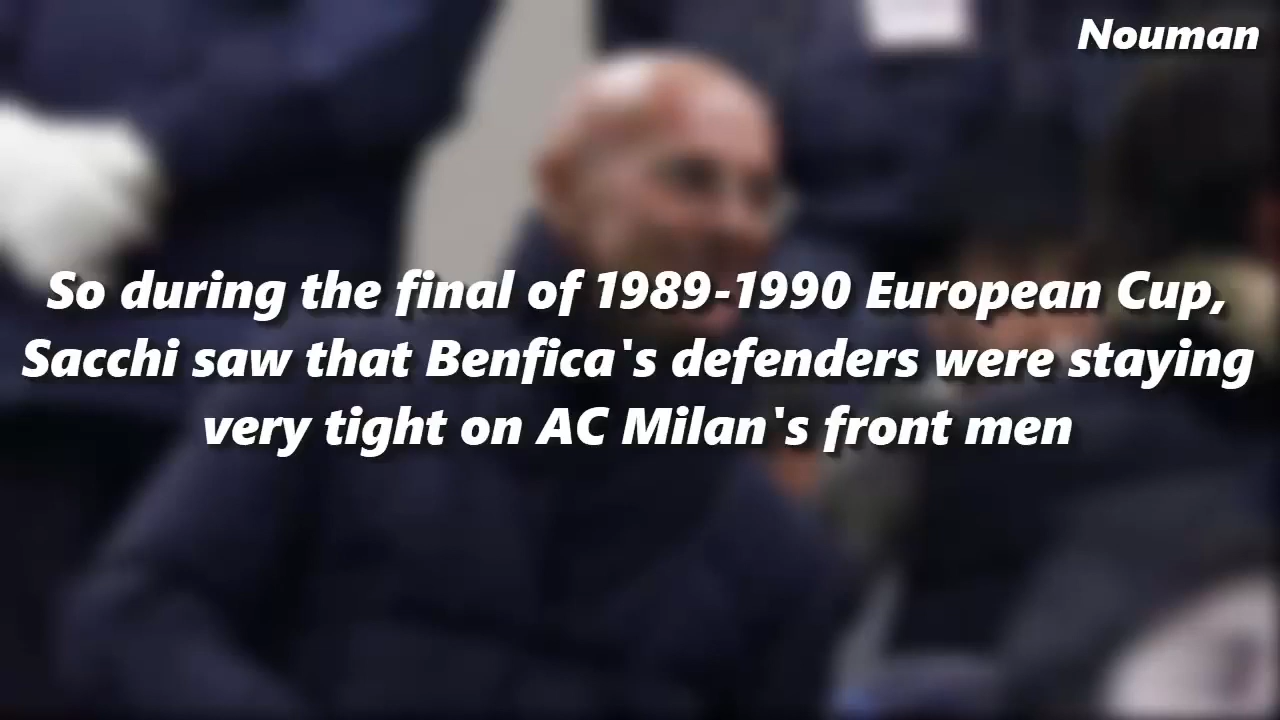 Nouman
So during the final of 1989-1990 European Cup,
Sacchi saw that Benfica's defenders were staying
very tight on AC Milan's front men